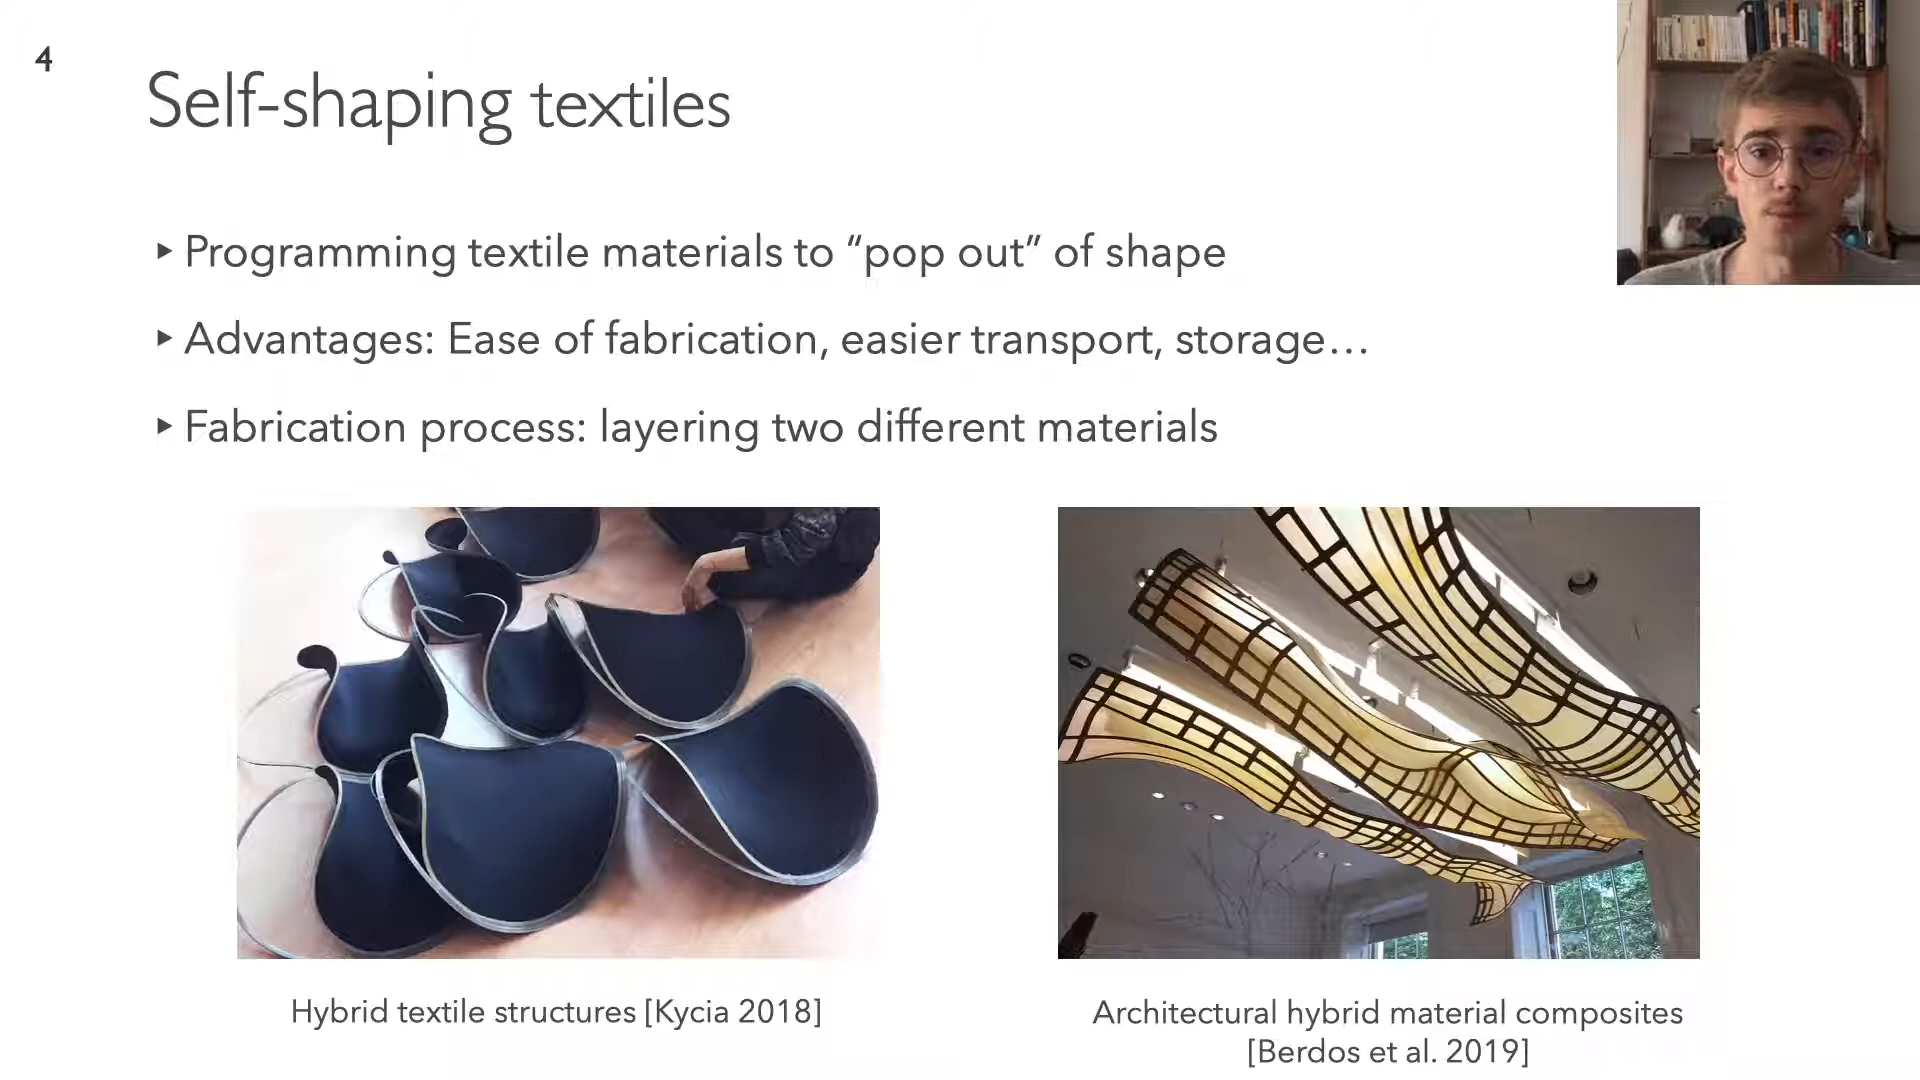 4
Self-shaping textiles
‣ Programming textile materials to “pop out” of shape
‣ Advantages: Ease of fabrication, easier transport, storage…
‣ Fabrication process: layering two different materials
Hybrid textile structures [Kycia 2018]
Architectural hybrid material composites
[Berdos et al. 2019]